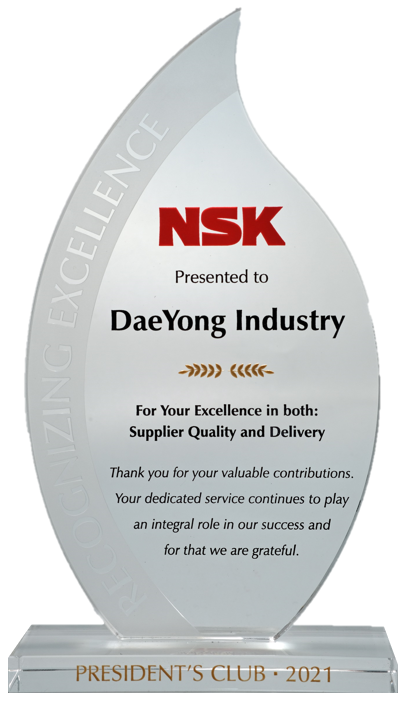 RECOGNIZING EXCELLENCE
NSK
Presented to
DaeYong Industry
For Your Excellence in both:
Supplier Quality and Delivery
Thank you for your valuable contributions.
Your dedicated service continues to play
an integral role in our success and
for that we are grateful.
PRESIDENT'S CLUB • 2021